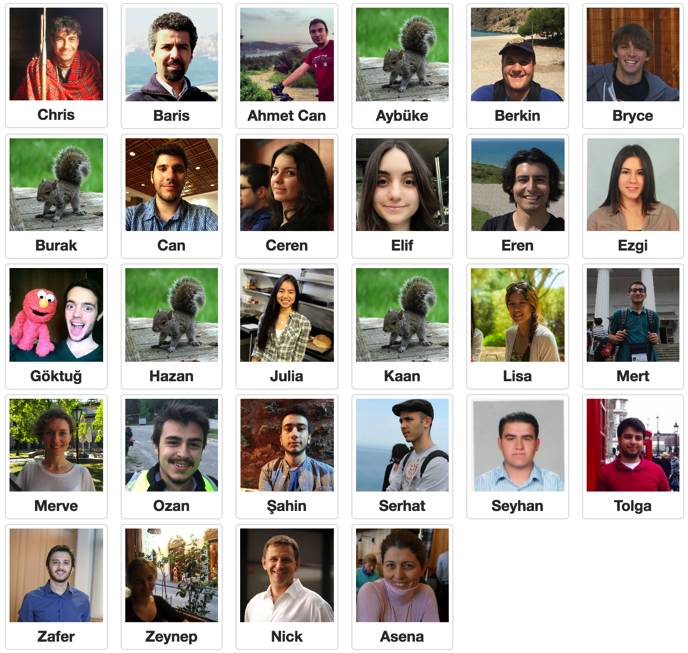 Chris
Baris
Ahmet Can
Aybüke
Berkin
Bryce
Burak
Can
Ceren
Elif
Eren
Ezgi
Göktuğ
Hazan
Julia
Kaan
Lisa
Mert
Merve
Ozan
Şahin
Serhat
Seyhan
Tolga
Zafer
Zeynep
Nick
Asena